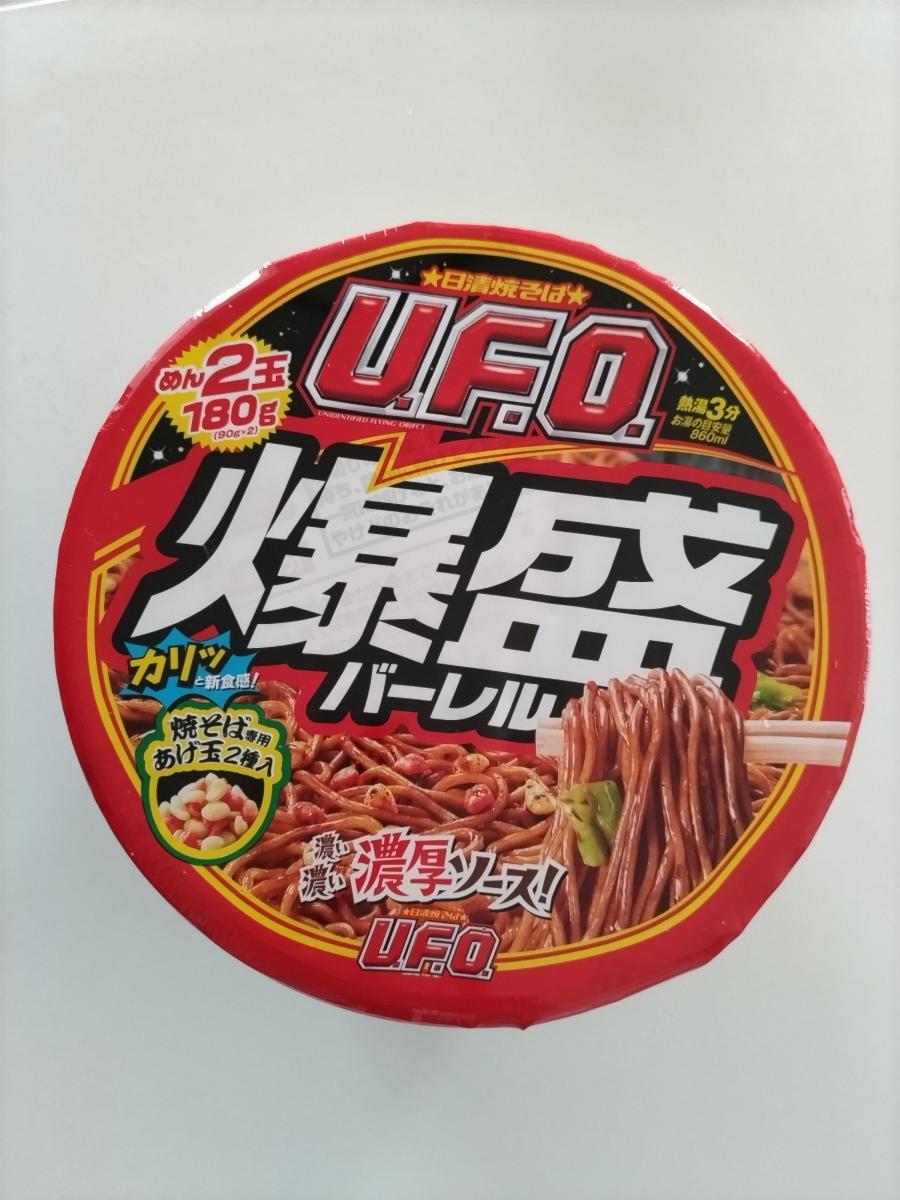 ★日清焼そば★
U.F.O.
UNIDENTIFIED FLYING OBJECT
めん2玉
180g
(90g×2)
熱湯3分
お湯の目安量
860ml
爆盛
バーレル
カリッ
と新食感!
焼そば専用
あげ玉2種入
濃い
濃い濃厚ソース!
★日清焼そば★
U.F.O.